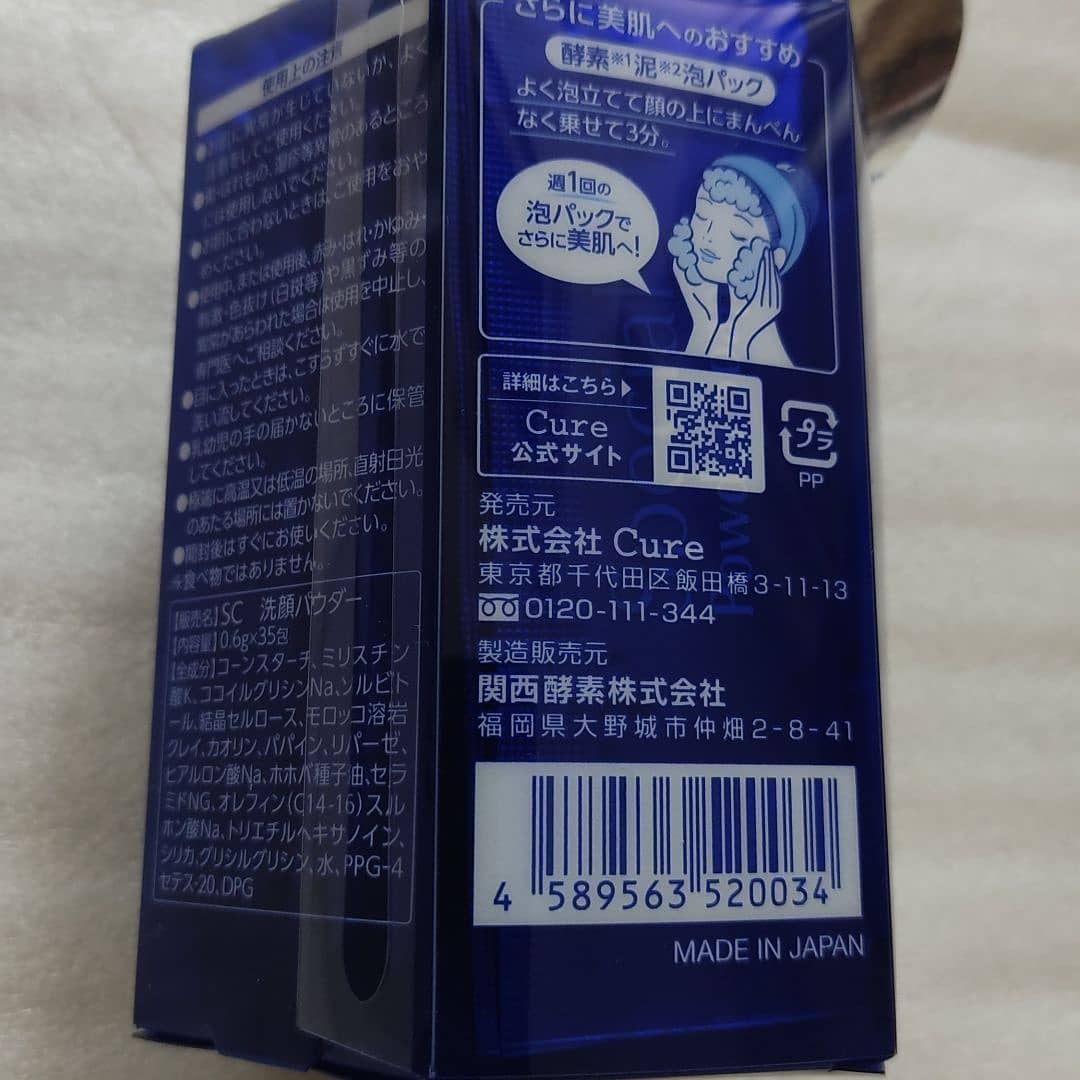 使用上の注意
お肌に異常が生じていないか、よく
注意をしてご使用ください。
●傷・はれもの、湿疹等異常のあるところ
には使用しないでください。
●お肌に合わないときは、ご使用をおや
めください。
●使用中、または使用後、赤み・はれ・かゆみ・
刺激・色抜け(白斑等)や黒ずみ等の
異常があらわれた場合は使用を中止し、
専門医へご相談ください。
●目に入ったときは、こすらずすぐに水で
洗い流してください。
●乳幼児の手の届かないところに保管
してください。
●極端に高温又は低温の場所、直射日光
のあたる場所には置かないでください。
●開封後はすぐにお使いください。
※食べ物ではありません。
【販売名】SC 洗顔パウダー
【内容量】0.6g×35包
【全成分】コーンスターチ、ミリスチン
酸K、ココイルグリシンNa、ソルビト
ール、結晶セルロース、モロッコ溶岩
クレイ、カオリン、パパイン、リパーゼ、
ヒアルロン酸Na、ホホバ種子油、セラ
ミドNG、オレフィン(C14-16)スル
ホン酸Na、トリエチルヘキサノイン、
シリカ、グリシルグリシン、水、PPG-4
セテス-20、DPG
さらに美肌へのおすすめ
酵素※1泥※2泡パック
よく泡立てて顔の上にまんべん
なく乗せて3分。
週1回の
泡パックで
さらに美肌へ!
詳細はこちら▶
Cure
公式サイト
プラ
PP
発売元
株式会社 Cure
東京都千代田区飯田橋3-11-13
0120-111-344
製造販売元
関西酵素株式会社
福岡県大野城市仲畑2-8-41
4 589563 520034
MADE IN JAPAN